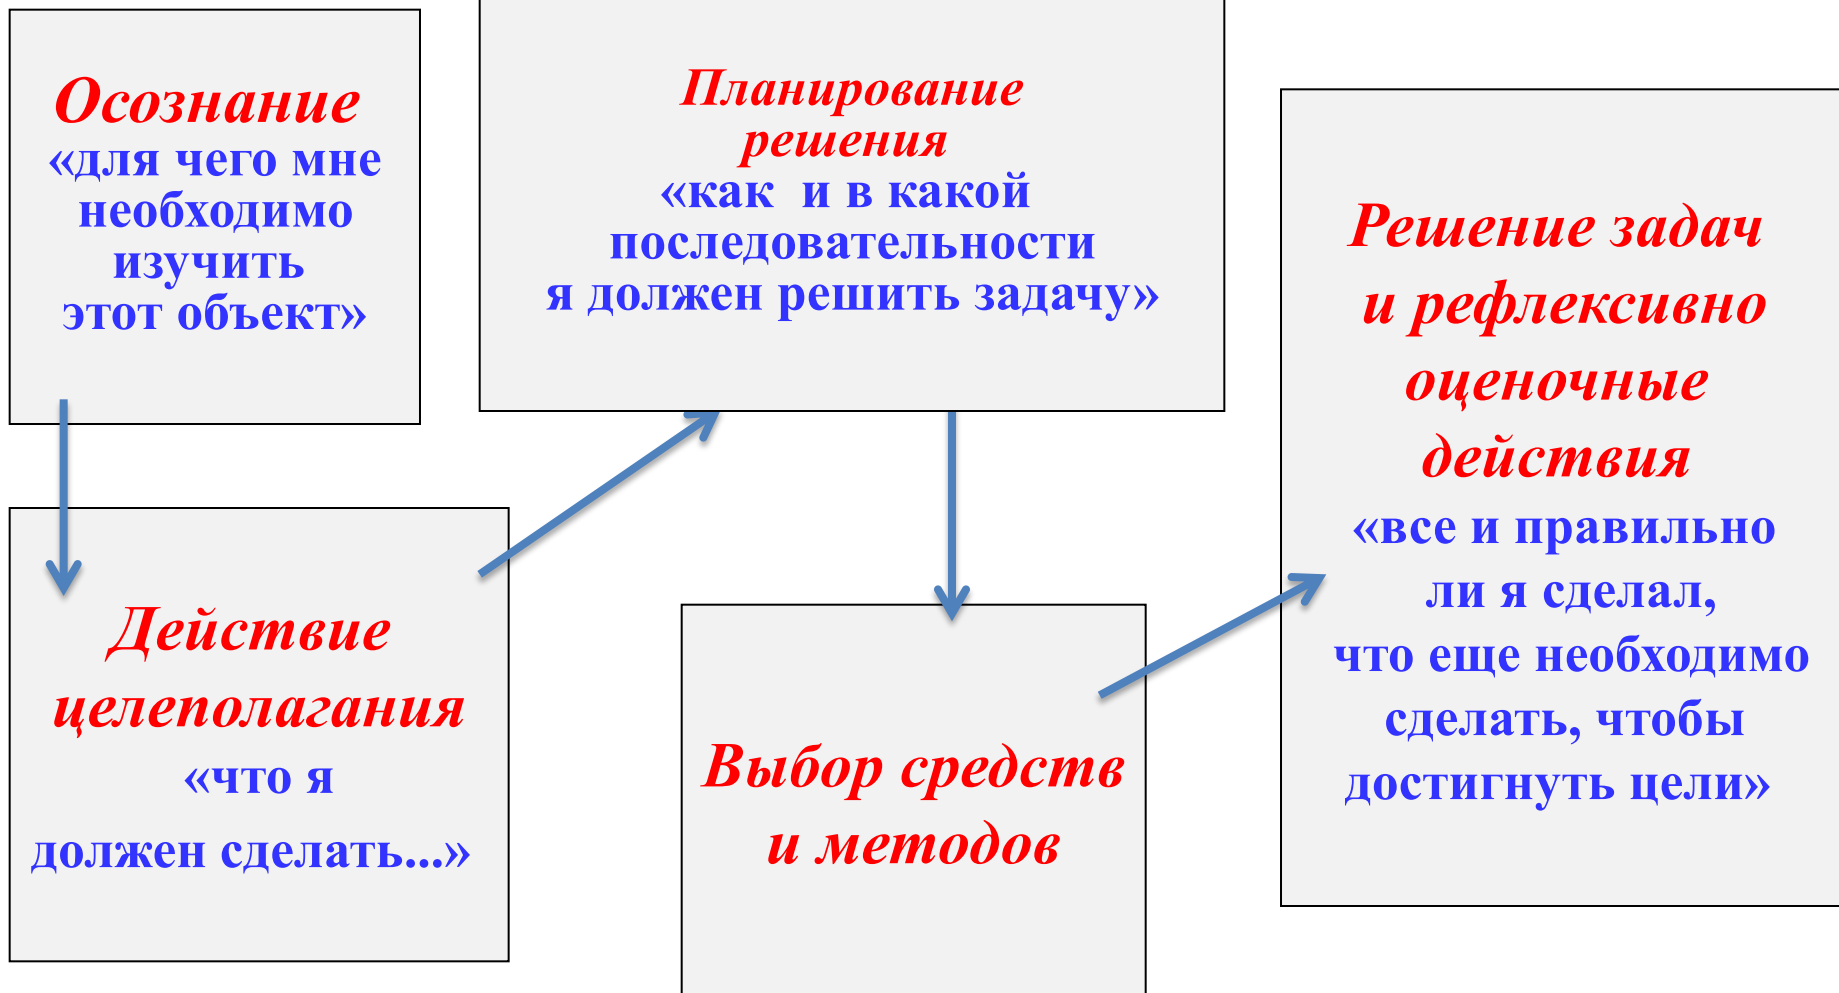 Осознание
«для чего мне
необходимо
изучить
этот объект»
Действие
целеполагания
«что я
должен сделать...»
Планирование
решения
«как и в какой
последовательности
я должен решить задачу»
Выбор средств
и методов
Решение задач
и рефлексивно
оценочные
действия
«все и правильно
ли я сделал,
что еще необходимо
сделать, чтобы
достигнуть цели»